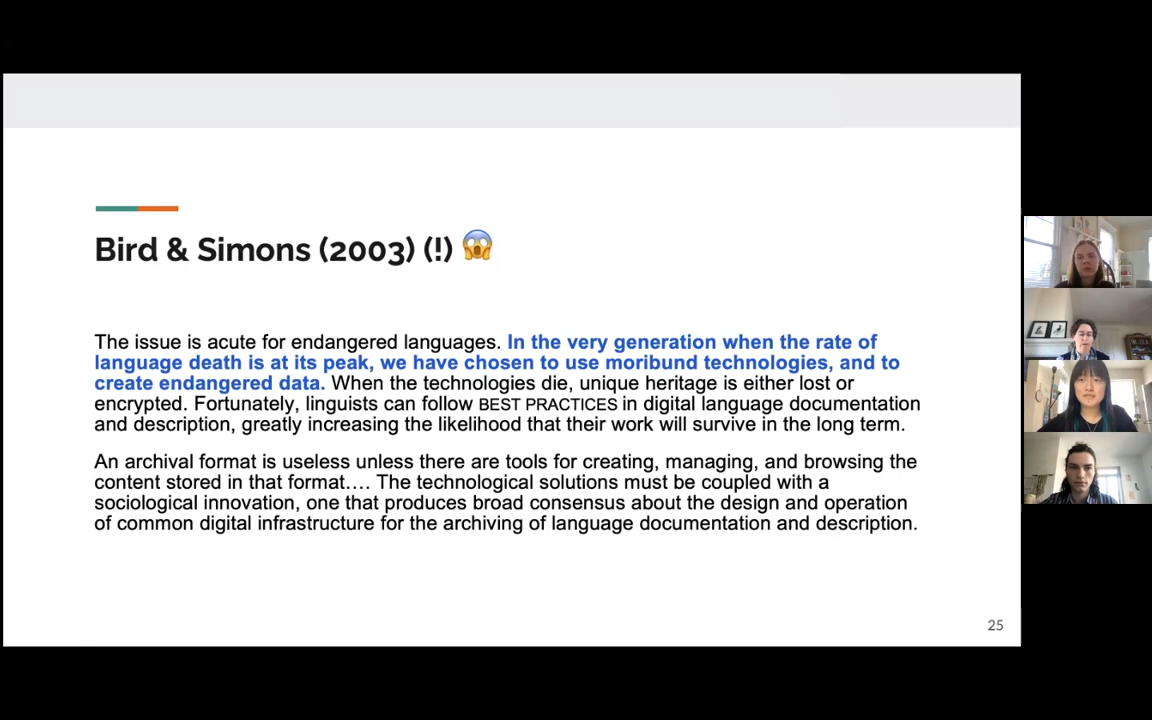 Bird & Simons (2003) (!) 😱
The issue is acute for endangered languages. In the very generation when the rate of
language death is at its peak, we have chosen to use moribund technologies, and to
create endangered data. When the technologies die, unique heritage is either lost or
encrypted. Fortunately, linguists can follow BEST PRACTICES in digital language documentation
and description, greatly increasing the likelihood that their work will survive in the long term.
An archival format is useless unless there are tools for creating, managing, and browsing the
content stored in that format…. The technological solutions must be coupled with a
sociological innovation, one that produces broad consensus about the design and operation
of common digital infrastructure for the archiving of language documentation and description.
25